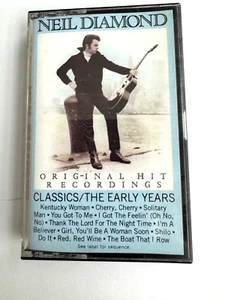 NEIL DIAMOND
ORIGINAL HIT
RECORDINGS
CLASSICS/THE EARLY YEARS
Kentucky Woman • Cherry, Cherry • Solitary
Man • You Got To Me • I Got The Feelin' (Oh No,
No) • Thank The Lord For The Night Time • I'm A
Believer • Girl, You'll Be A Woman Soon • Shilo •
Do It • Red, Red Wine • The Boat That I Row
See label for sequence.